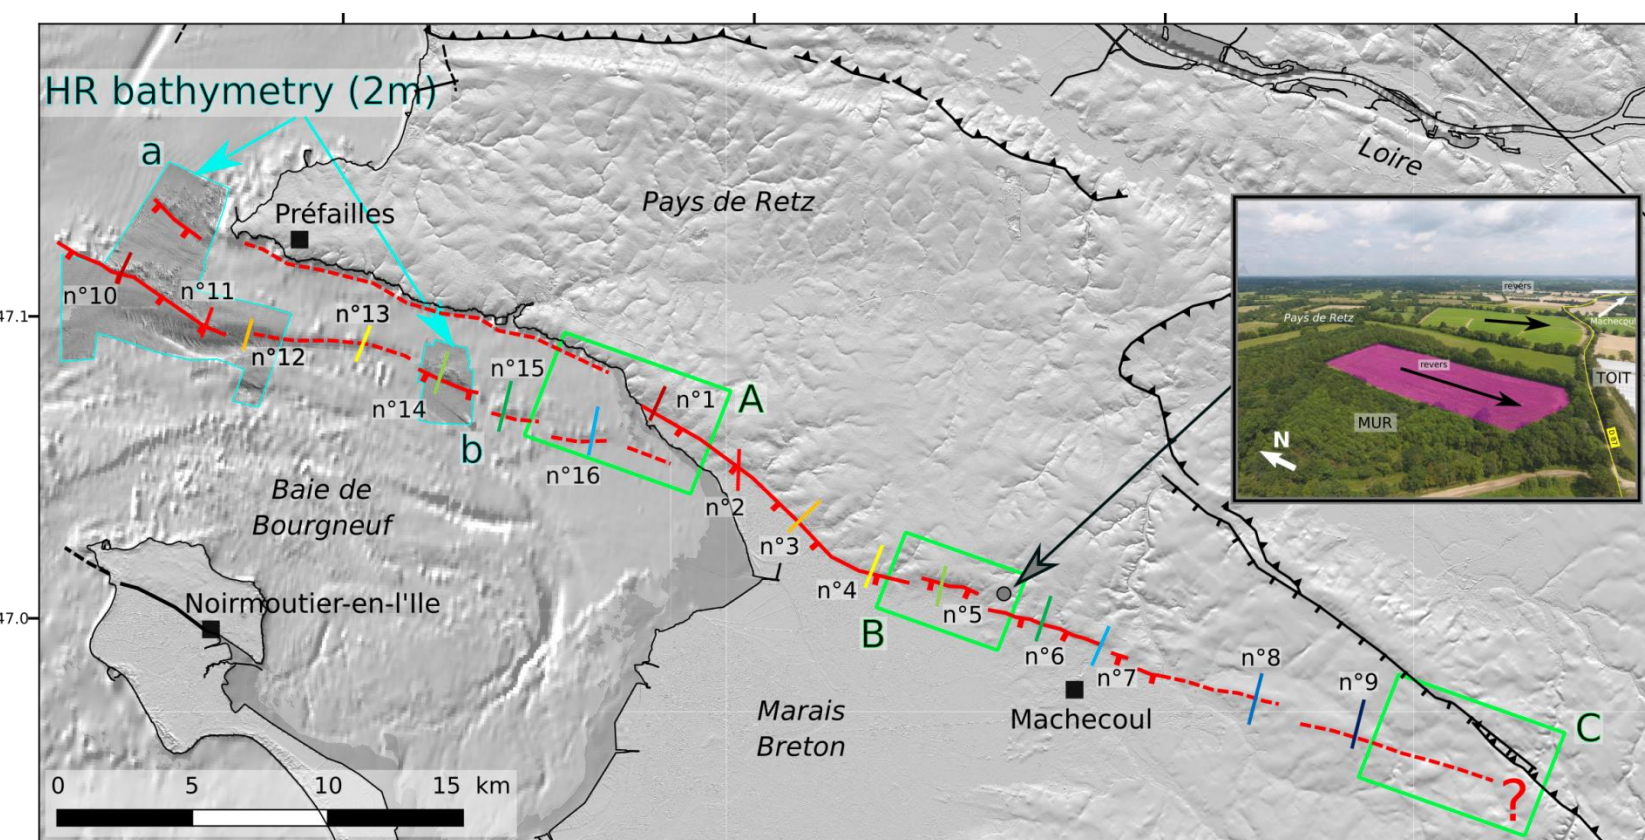 HR bathymetry (2m)
a
Préfailles
Pays de Retz
Loire
n°10
n°11
n°13
n°12
n°15
n°14
b
n°16
A
n°1
n°2
n°3
n°4
B
n°5
n°6
n°7
n°8
n°9
C
?
47.1
47.0
Baie de
Bourgneuf
Noirmoutier-en-l'Ile
Marais
Breton
Machecoul
0 5 10 15 km
revers
Pays de Retz
Machecoul
revers
TOIT
MUR
N